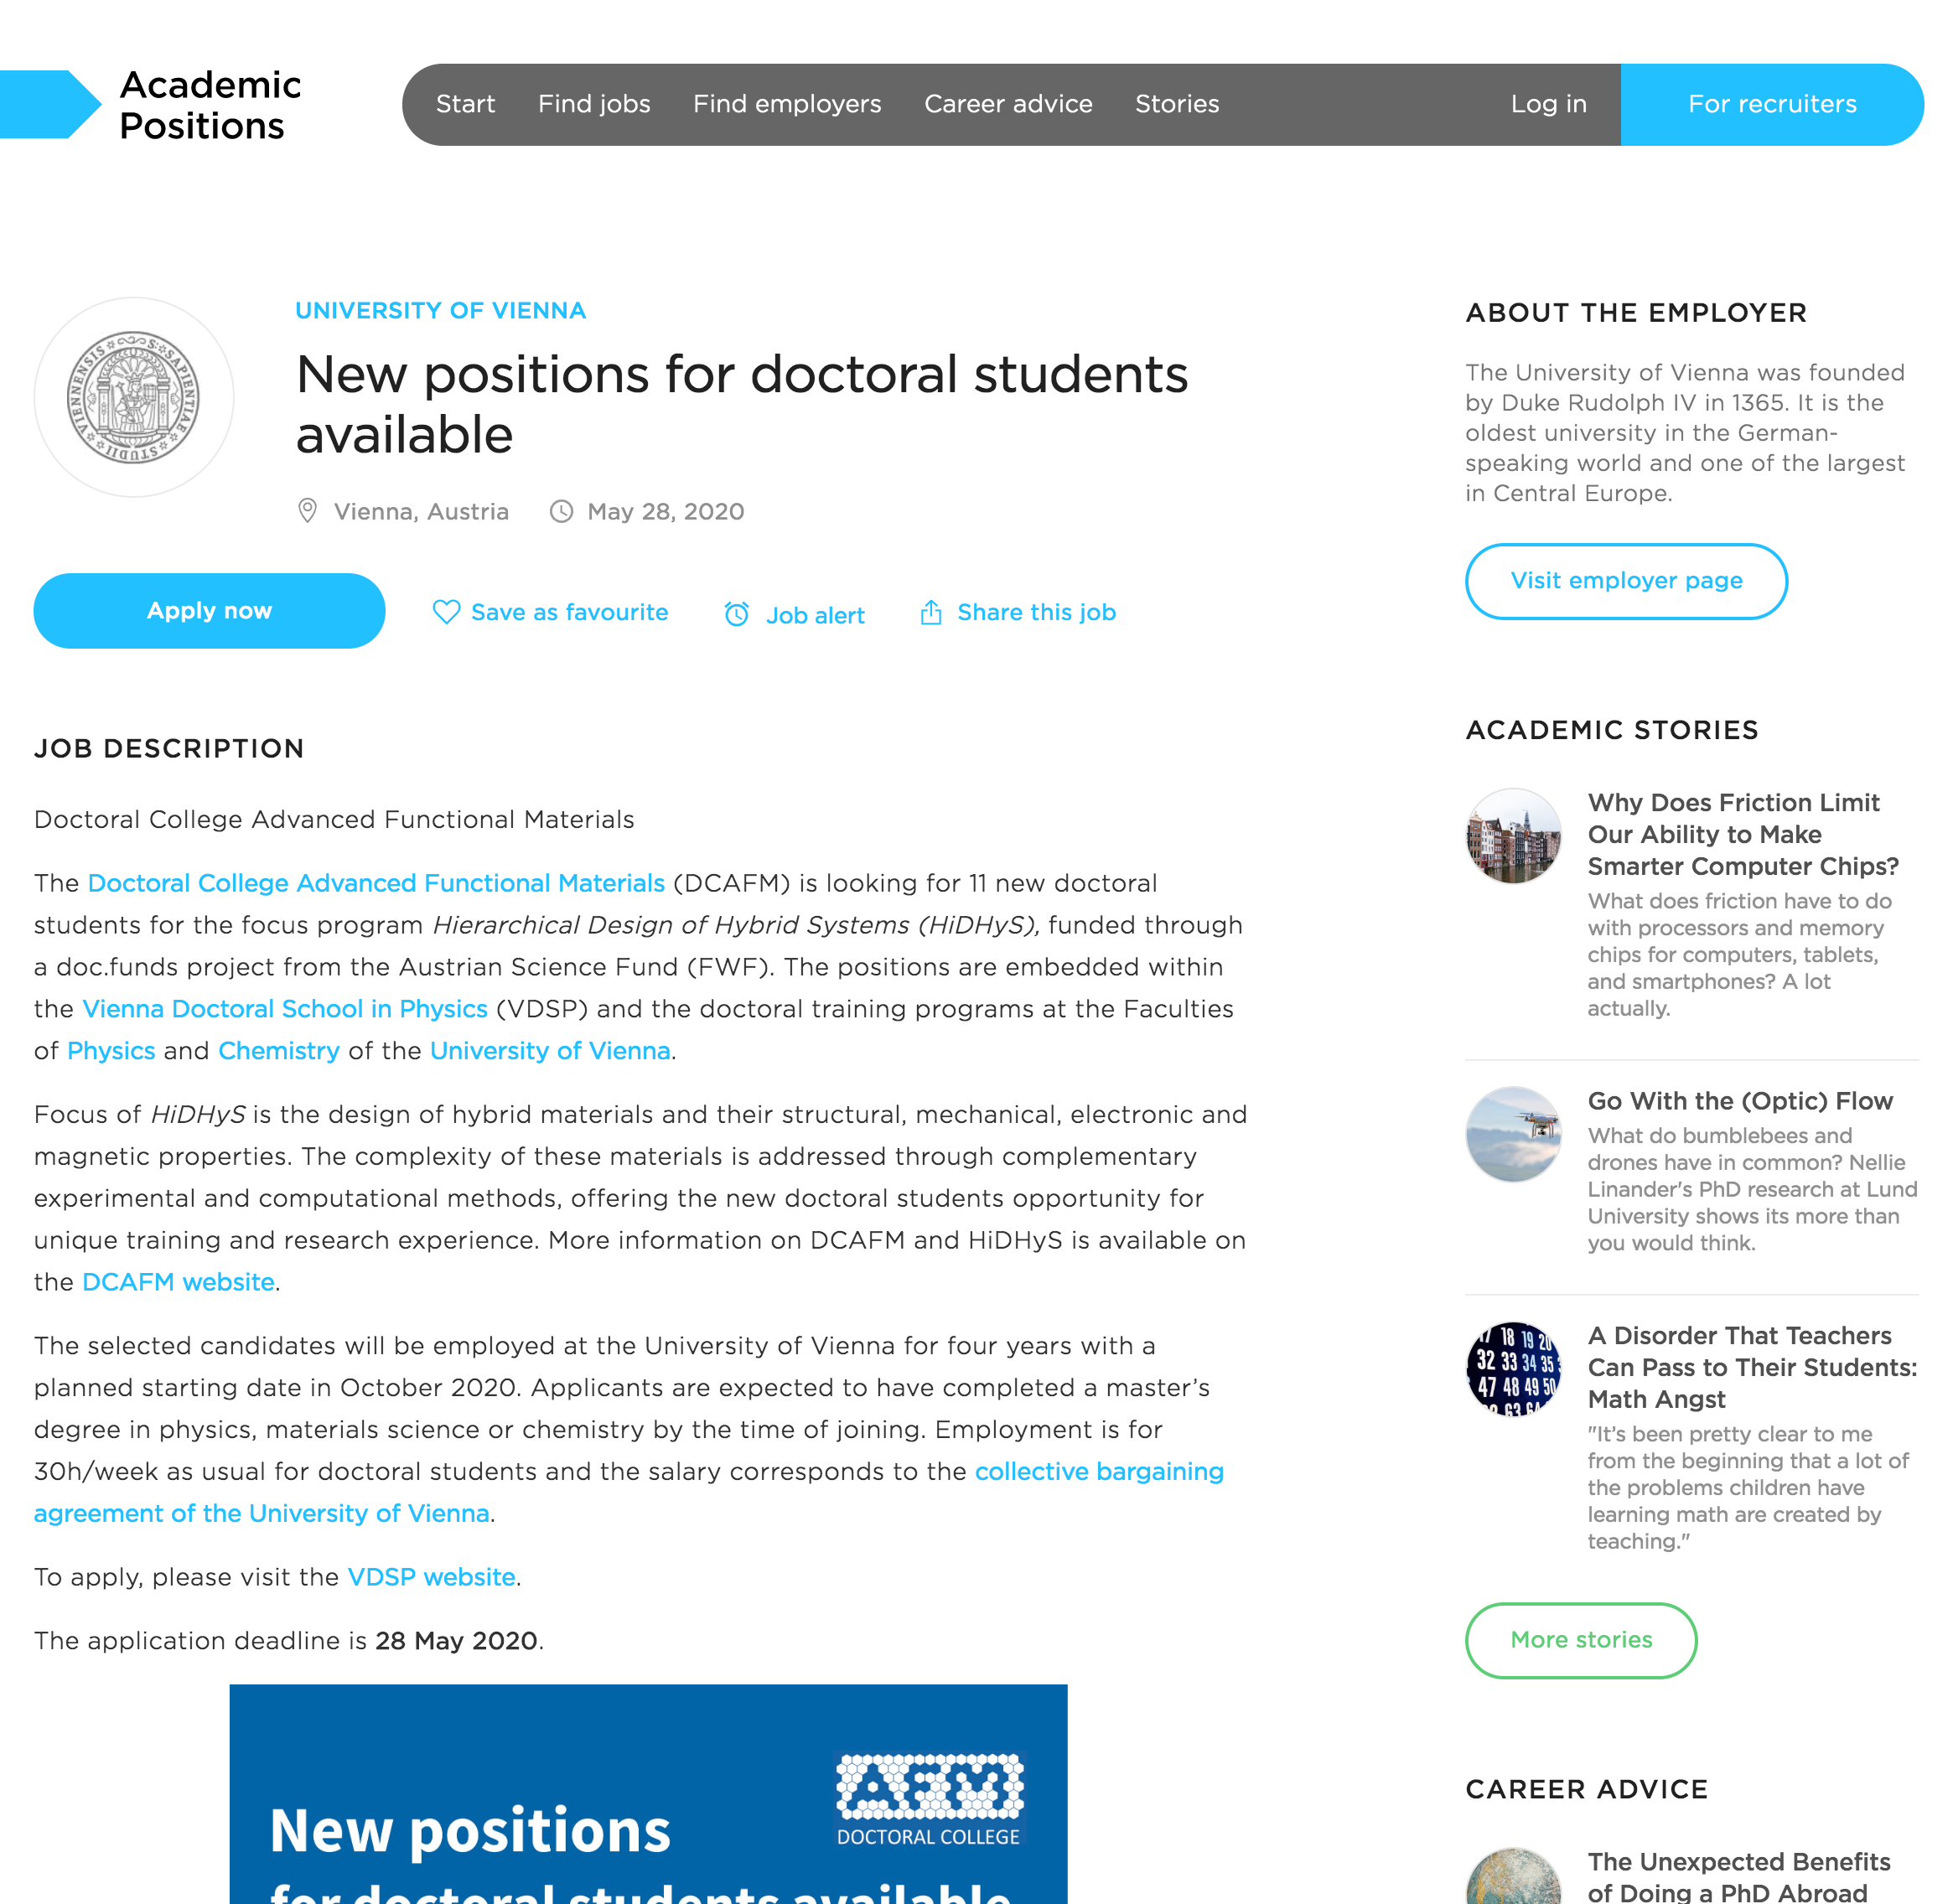 Academic
Positions
Start
Find jobs
Find employers
Career advice
Stories
Log in
For recruiters
UNIVERSITY OF VIENNA
New positions for doctoral students
available
Vienna, Austria
May 28, 2020
Apply now
Save as favourite
Job alert
Share this job
JOB DESCRIPTION
Doctoral College Advanced Functional Materials
The Doctoral College Advanced Functional Materials (DCAFM) is looking for 11 new doctoral
students for the focus program Hierarchical Design of Hybrid Systems (HiDHyS), funded through
a doc.funds project from the Austrian Science Fund (FWF). The positions are embedded within
the Vienna Doctoral School in Physics (VDSP) and the doctoral training programs at the Faculties
of Physics and Chemistry of the University of Vienna.
Focus of HiDHyS is the design of hybrid materials and their structural, mechanical, electronic and
magnetic properties. The complexity of these materials is addressed through complementary
experimental and computational methods, offering the new doctoral students opportunity for
unique training and research experience. More information on DCAFM and HiDHyS is available on
the DCAFM website.
The selected candidates will be employed at the University of Vienna for four years with a
planned starting date in October 2020. Applicants are expected to have completed a master’s
degree in physics, materials science or chemistry by the time of joining. Employment is for
30h/week as usual for doctoral students and the salary corresponds to the collective bargaining
agreement of the University of Vienna.
To apply, please visit the VDSP website.
The application deadline is 28 May 2020.
AFM
DOCTORAL COLLEGE
New positions
for doctoral students available
ABOUT THE EMPLOYER
The University of Vienna was founded
by Duke Rudolph IV in 1365. It is the
oldest university in the German-
speaking world and one of the largest
in Central Europe.
Visit employer page
ACADEMIC STORIES
Why Does Friction Limit
Our Ability to Make
Smarter Computer Chips?
What does friction have to do
with processors and memory
chips for computers, tablets,
and smartphones? A lot
actually.
Go With the (Optic) Flow
What do bumblebees and
drones have in common? Nellie
Linander's PhD research at Lund
University shows its more than
you would think.
17 18 19 20
32 33 34 35
47 48 49 50
63 64
A Disorder That Teachers
Can Pass to Their Students:
Math Angst
"It’s been pretty clear to me
from the beginning that a lot of
the problems children have
learning math are created by
teaching."
More stories
CAREER ADVICE
The Unexpected Benefits
of Doing a PhD Abroad